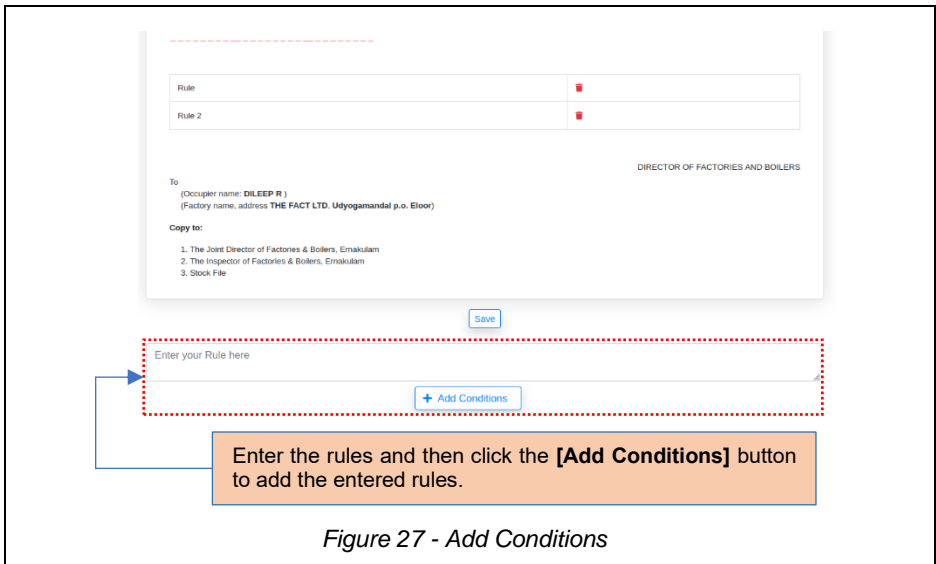 Rule
Rule 2
DIRECTOR OF FACTORIES AND BOILERS
To
(Occupier name: DILEEP R )
(Factory name, address THE FACT LTD, Udyogamandal p.o. Eloor)
Copy to:
1. The Joint Director of Factories & Boilers, Ernakulam
2. The Inspector of Factories & Boilers, Ernakulam
3. Stock File
Save
Enter your Rule here
+ Add Conditions
Enter the rules and then click the [Add Conditions] button
to add the entered rules.
Figure 27 - Add Conditions